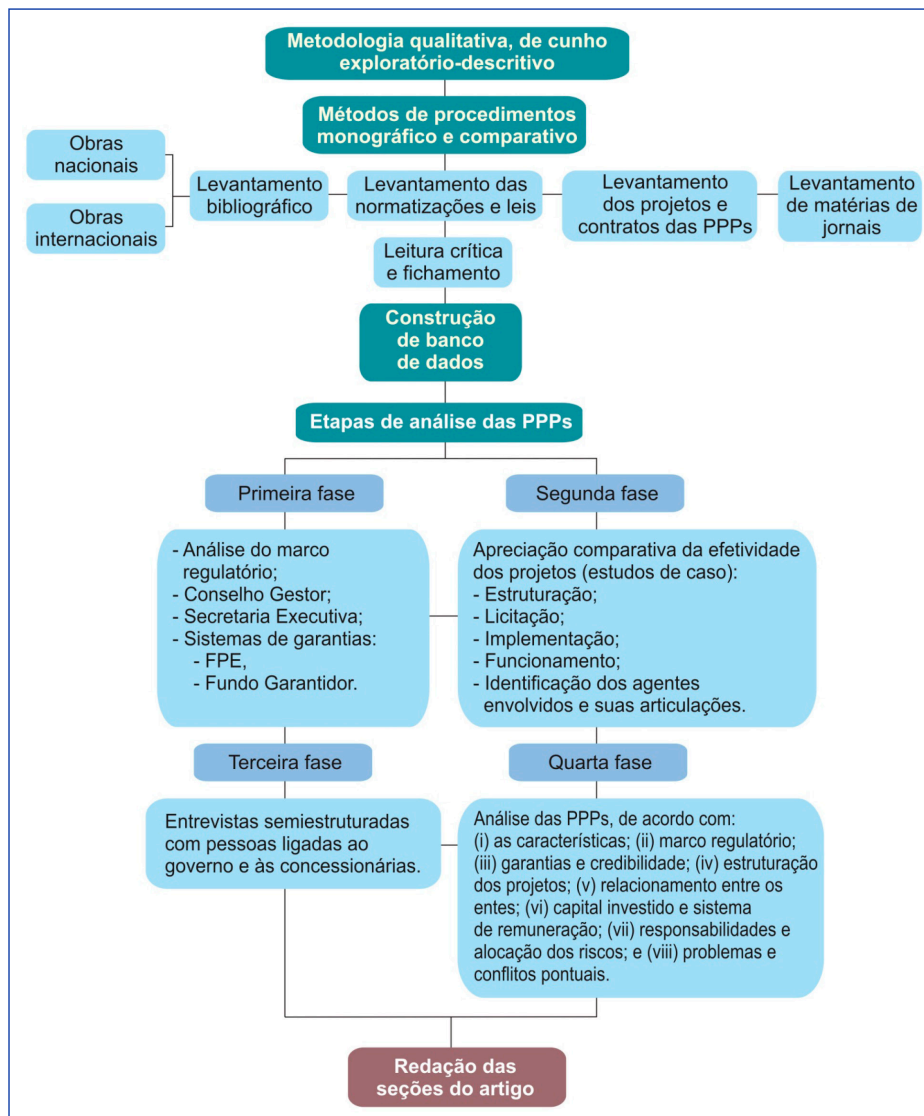 Metodologia qualitativa, de cunho
exploratório-descritivo
Métodos de procedimentos
monográfico e comparativo
Obras
nacionais
Obras
internacionais
Levantamento
bibliográfico
Levantamento das
normatizações e leis
Levantamento
dos projetos e
contratos das PPPs
Levantamento
de matérias de
jornais
Leitura crítica
e fichamento
Construção
de banco
de dados
Etapas de análise das PPPs
Primeira fase
- Análise do marco
regulatório;
- Conselho Gestor;
- Secretaria Executiva;
- Sistemas de garantias:
- FPE,
- Fundo Garantidor.
Segunda fase
Apreciação comparativa da efetividade
dos projetos (estudos de caso):
- Estruturação;
- Licitação;
- Implementação;
- Funcionamento;
- Identificação dos agentes
envolvidos e suas articulações.
Terceira fase
Entrevistas semiestruturadas
com pessoas ligadas ao
governo e às concessionárias.
Quarta fase
Análise das PPPs, de acordo com:
(i) as características; (ii) marco regulatório;
(iii) garantias e credibilidade; (iv) estruturação
dos projetos; (v) relacionamento entre os
entes; (vi) capital investido e sistema
de remuneração; (vii) responsabilidades e
alocação dos riscos; e (viii) problemas e
conflitos pontuais.
Redação das
seções do artigo